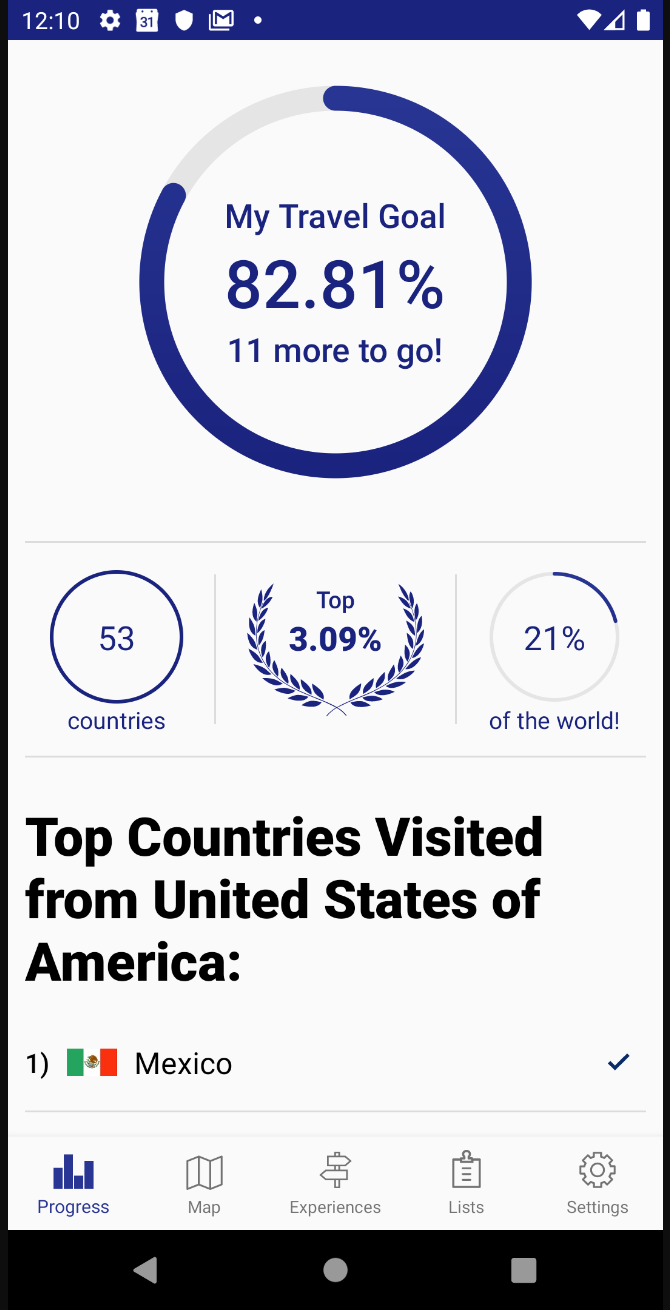 12:10
31
My Travel Goal
82.81%
11 more to go!
53
countries
Top
3.09%
21%
of the world!
Top Countries Visited
from United States of
America:
1) Mexico
Progress Map Experiences Lists Settings